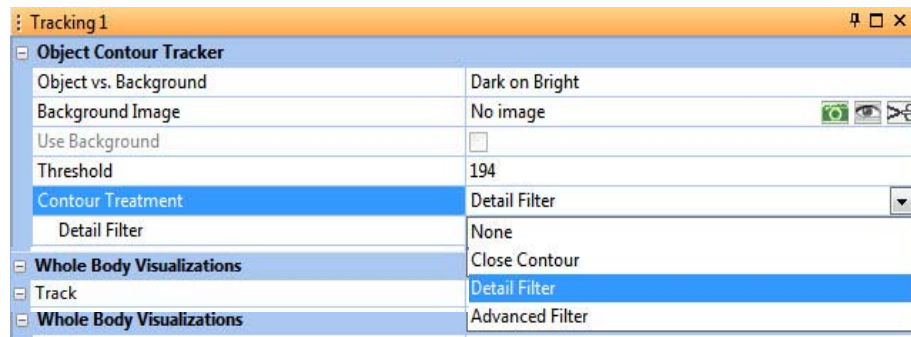 Tracking 1
Object Contour Tracker
Object vs. Background Dark on Bright
Background Image No image
Use Background
Threshold 194
Contour Treatment Detail Filter
Detail Filter None
Whole Body Visualizations Close Contour
Track Detail Filter
Whole Body Visualizations Advanced Filter